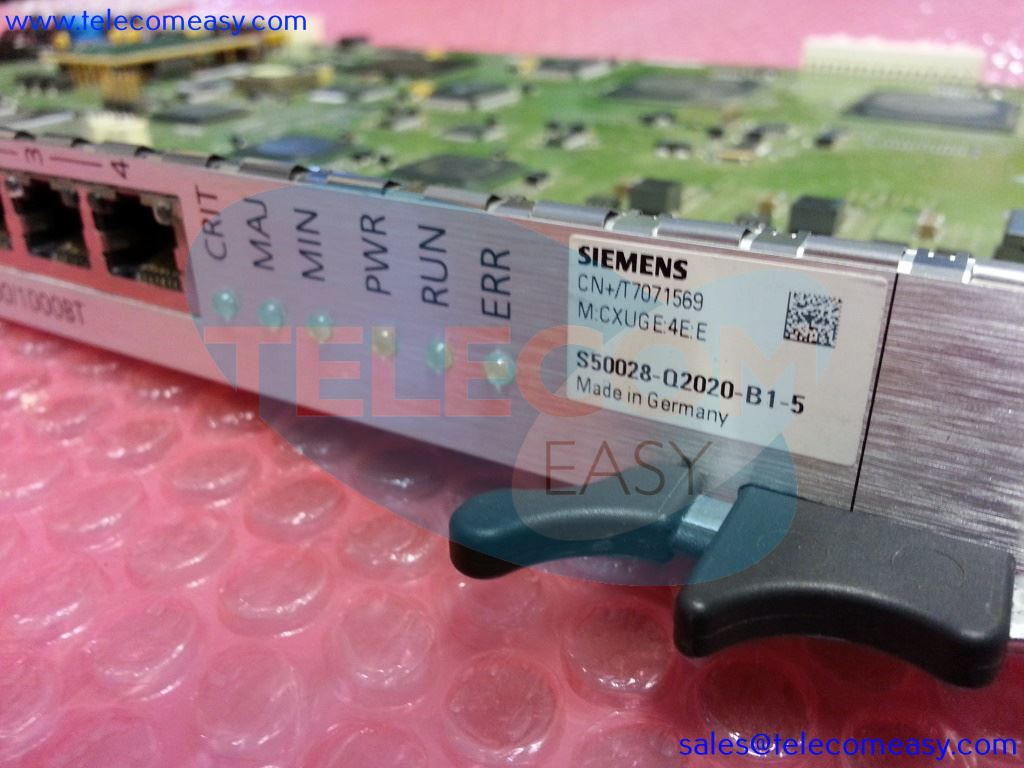 www.telecomeasy.com
3
4
CRIT
MAJ
MIN
PWR
RUN
ERR
SIEMENS
CN+/T7071569
M:CXUGE:4E:E
S50028-Q2020-B1-5
Made in Germany
TELECOM
EASY
sales@telecomeasy.com